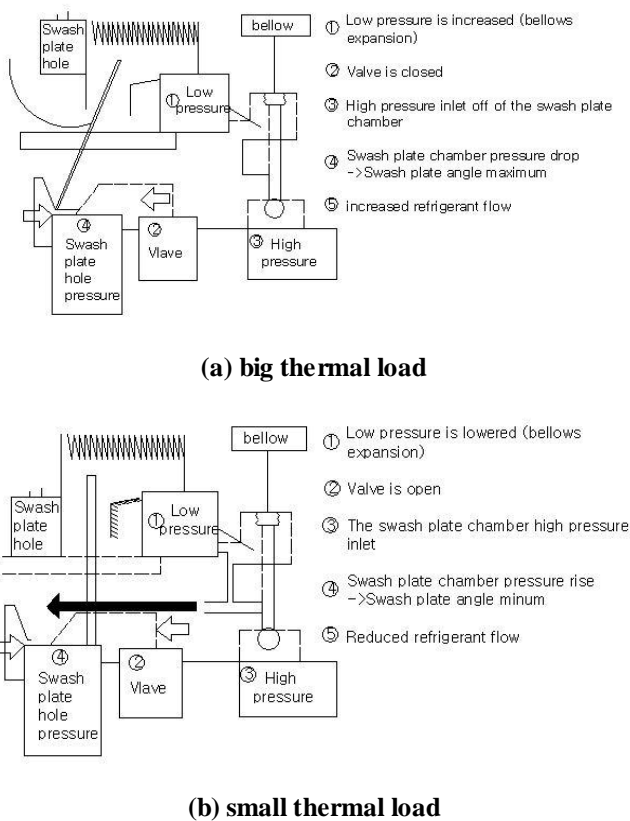 Swash
plate
hole
bellow
① Low pressure is increased (bellows
expansion)
② Valve is closed
③ High pressure inlet off of the swash plate
chamber
④ Swash plate chamber pressure drop
->Swash plate angle maximum
⑤ increased refrigerant flow
① Low
pressure
④
Swash
plate
hole
pressure
②
Vlave
③ High
pressure
(a) big thermal load
bellow
① Low pressure is lowered (bellows
expansion)
② Valve is open
③ The swash plate chamber high pressure
inlet
④ Swash plate chamber pressure rise
->Swash plate angle minum
⑤ Reduced refrigerant flow
Swash
plate
hole
① Low
pressure
④
Swash
plate
hole
pressure
②
Vlave
③ High
pressure
(b) small thermal load